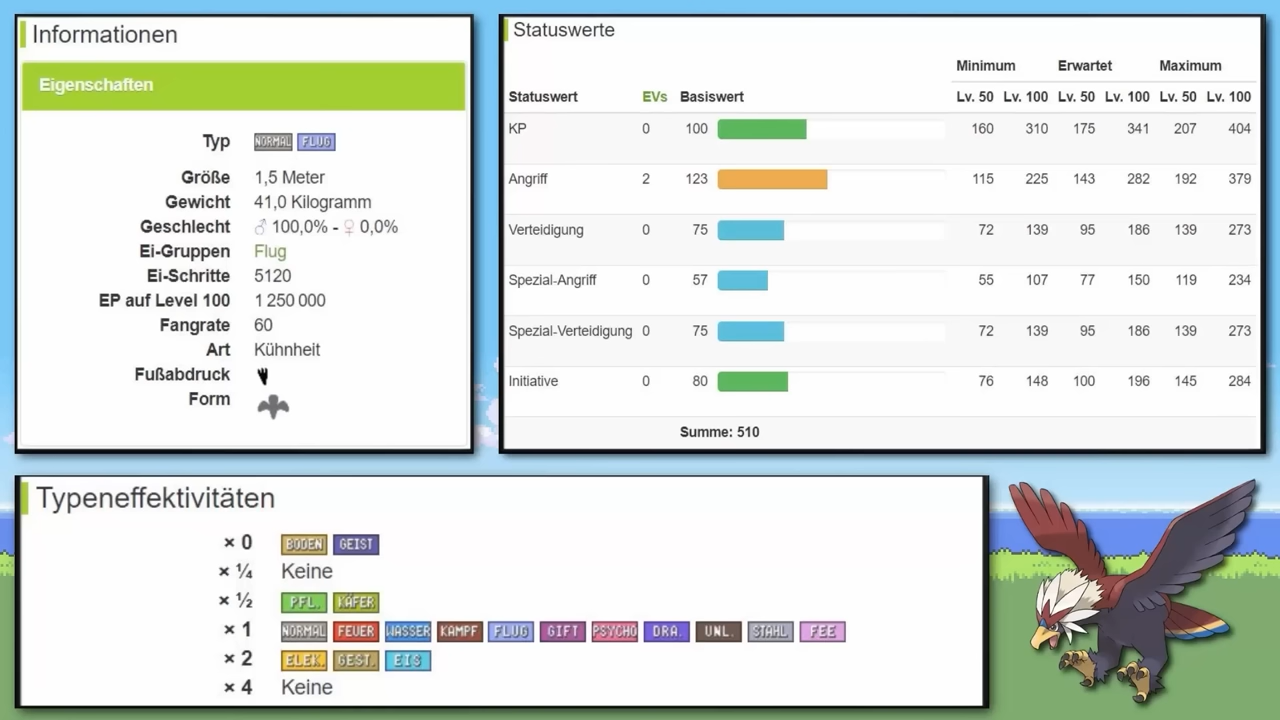 Informationen
Eigenschaften
Typ NORMAL FLUG
Größe 1,5 Meter
Gewicht 41,0 Kilogramm
Geschlecht ♂ 100,0% - ♀ 0,0%
Ei-Gruppen Flug
Ei-Schritte 5120
EP auf Level 100 1 250 000
Fangrate 60
Art Kühnheit
Fußabdruck
Form
Statuswerte
Minimum Erwartet Maximum
Statuswert EVs Basiswert Lv. 50 Lv. 100 Lv. 50 Lv. 100 Lv. 50 Lv. 100
KP 0 100 160 310 175 341 207 404
Angriff 2 123 115 225 143 282 192 379
Verteidigung 0 75 72 139 95 186 139 273
Spezial-Angriff 0 57 55 107 77 150 119 234
Spezial-Verteidigung 0 75 72 139 95 186 139 273
Initiative 0 80 76 148 100 196 145 284
Summe: 510
Typeneffektivitäten
× 0 BODEN GEIST
× ¼ Keine
× ½ PFL. KÄFER
× 1 NORMAL FEUER WASSER KAMPF FLUG GIFT PSYCHO DRA. UNL. STAHL FEE
× 2 ELEK. GEST. EIS
× 4 Keine